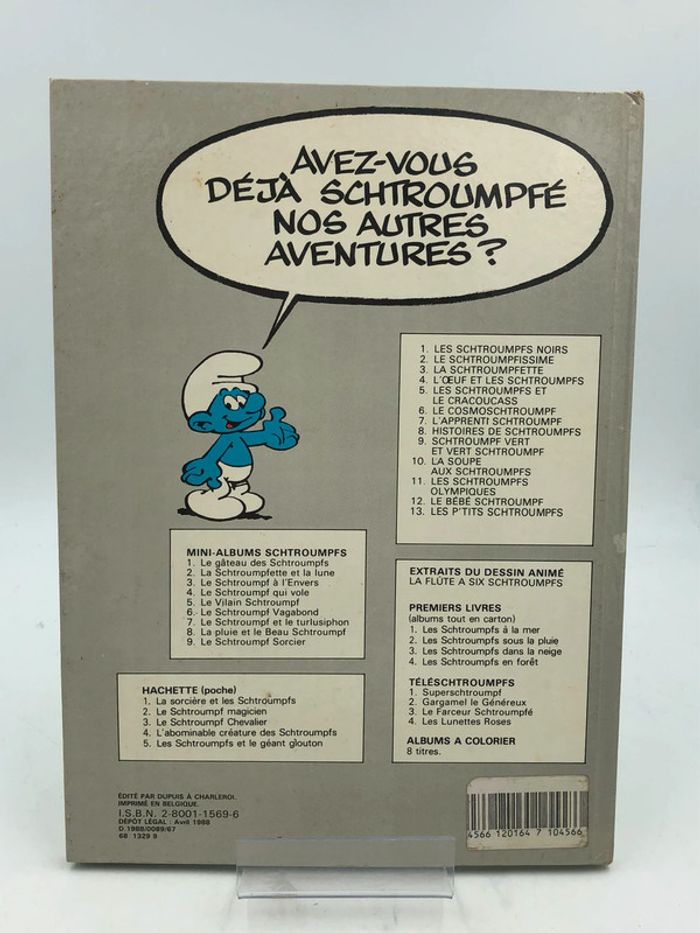 AVEZ-VOUS
DÉJÀ SCHTROUMPFÉ
NOS AUTRES
AVENTURES ?
1. LES SCHTROUMPFS NOIRS
2. LE SCHTROUMPFISSIME
3. LA SCHTROUMPFETTE
4. L'ŒUF ET LES SCHTROUMPFS
5. LES SCHTROUMPFS ET
LE CRACOUCASS
6. LE COSMOSCHTROUMPF
7. L'APPRENTI SCHTROUMPF
8. HISTOIRES DE SCHTROUMPFS
9. SCHTROUMPF VERT
ET VERT SCHTROUMPF
10. LA SOUPE
AUX SCHTROUMPFS
11. LES SCHTROUMPFS
OLYMPIQUES
12. LE BÉBÉ SCHTROUMPF
13. LES P'TITS SCHTROUMPFS
MINI-ALBUMS SCHTROUMPFS
1. Le gâteau des Schtroumpfs
2. La Schtroumpfette et la lune
3. Le Schtroumpf à l'Envers
4. Le Schtroumpf qui vole
5. Le Vilain Schtroumpf
6. Le Schtroumpf Vagabond
7. Le Schtroumpf et le turlusiphon
8. La pluie et le Beau Schtroumpf
9. Le Schtroumpf Sorcier
EXTRAITS DU DESSIN ANIMÉ
LA FLÛTE A SIX SCHTROUMPFS
PREMIERS LIVRES
(albums tout en carton)
1. Les Schtroumpfs à la mer
2. Les Schtroumpfs sous la pluie
3. Les Schtroumpfs dans la neige
4. Les Schtroumpfs en forêt
TÉLÉSCHTROUMPFS
1. Superschtroumpf
2. Gargamel le Généreux
3. Le Farceur Schtroumpfé
4. Les Lunettes Roses
ALBUMS A COLORIER
8 titres.
HACHETTE (poche)
1. La sorcière et les Schtroumpfs
2. Le Schtroumpf magicien
3. Le Schtroumpf Chevalier
4. L'abominable créature des Schtroumpfs
5. Les Schtroumpfs et le géant glouton
ÉDITÉ PAR DUPUIS À CHARLEROI.
IMPRIMÉ EN BELGIQUE.
I.S.B.N. 2-8001-1569-6
DÉPÔT LÉGAL : Avril 1988
D.1988/0089/67
68 1329 9
4566 120164 7 104566